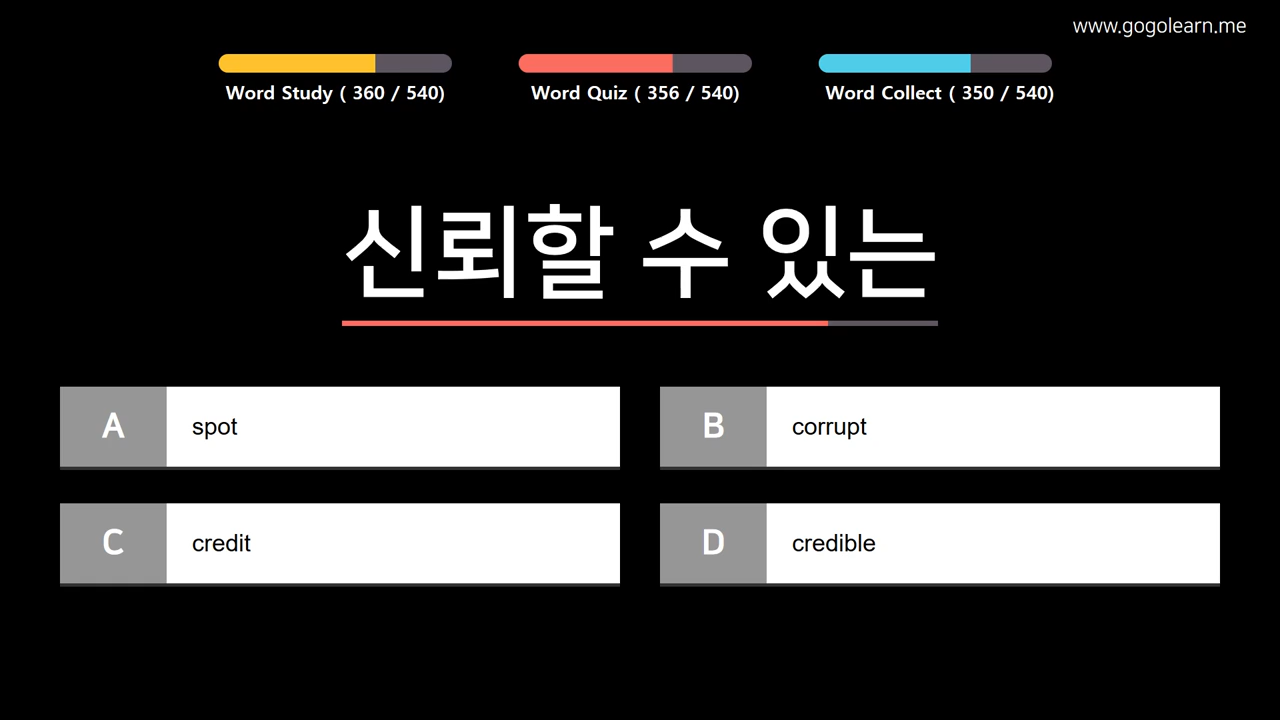 www.gogolearn.me
Word Study ( 360 / 540)
Word Quiz ( 356 / 540)
Word Collect ( 350 / 540)
신뢰할 수 있는
A spot
B corrupt
C credit
D credible